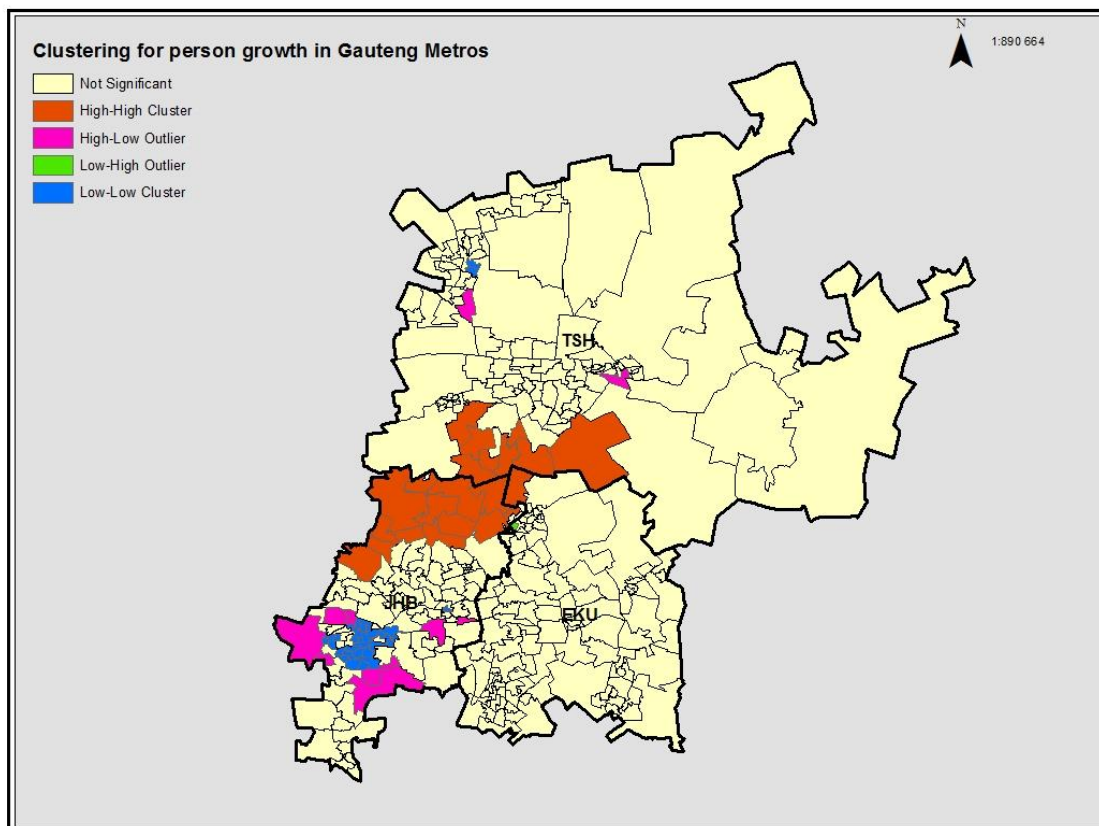 N
1:890 664
Clustering for person growth in Gauteng Metros
Not Significant
High-High Cluster
High-Low Outlier
Low-High Outlier
Low-Low Cluster
TSH
JHB
EKU